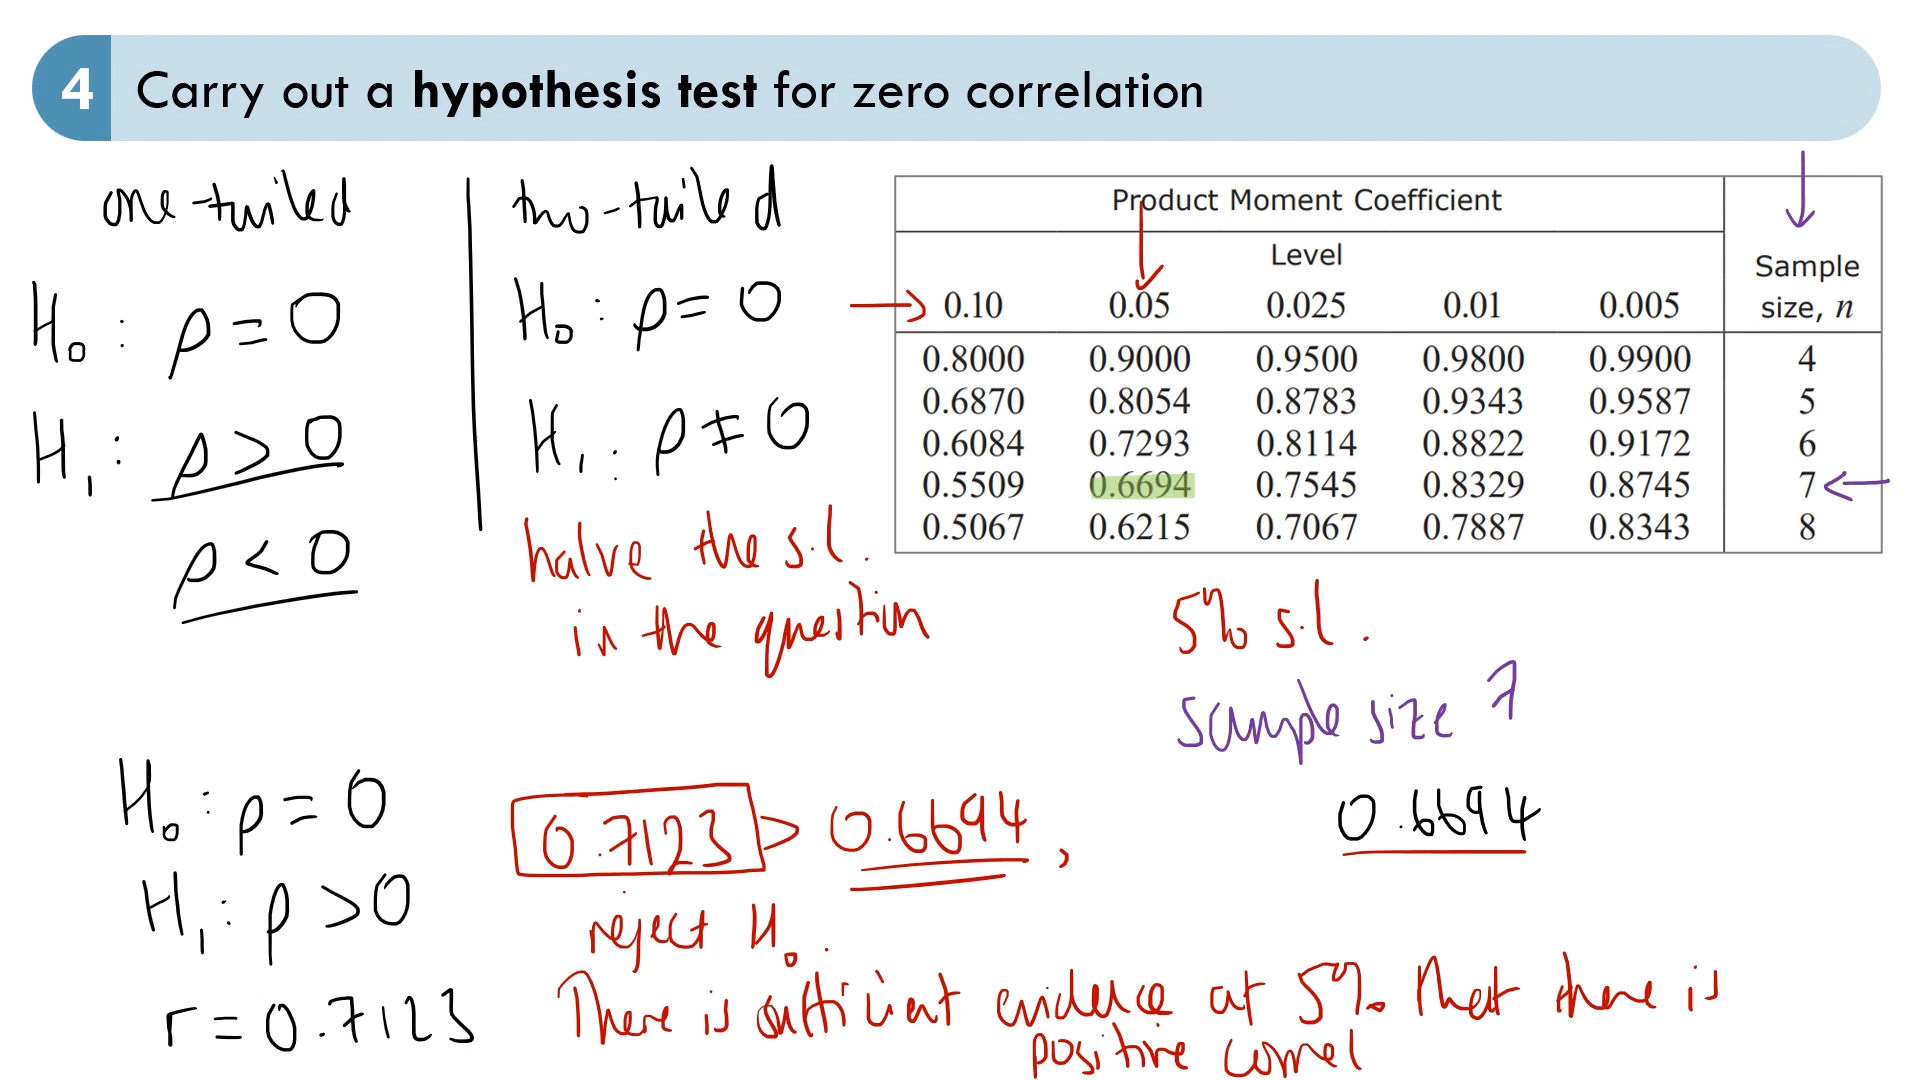 4 Carry out a hypothesis test for zero correlation
one-tailed
H₀ : ρ = 0
H₁ : ρ > 0
ρ < 0
two-tailed
H₀ : ρ = 0
H₁ : ρ ≠ 0
halve the s.l.
in the question
Product Moment Coefficient
Level
Sample size, n
0.10 0.05 0.025 0.01 0.005
0.8000 0.9000 0.9500 0.9800 0.9900 4
0.6870 0.8054 0.8783 0.9343 0.9587 5
0.6084 0.7293 0.8114 0.8822 0.9172 6
0.5509 0.6694 0.7545 0.8329 0.8745 7
0.5067 0.6215 0.7067 0.7887 0.8343 8
5% s.l.
sample size 7
0.6694
H₀ : ρ = 0
H₁ : ρ > 0
r = 0.7123
0.7123 > 0.6694 ,
reject H₀.
There is sufficient evidence at 5% that there is
positive correl